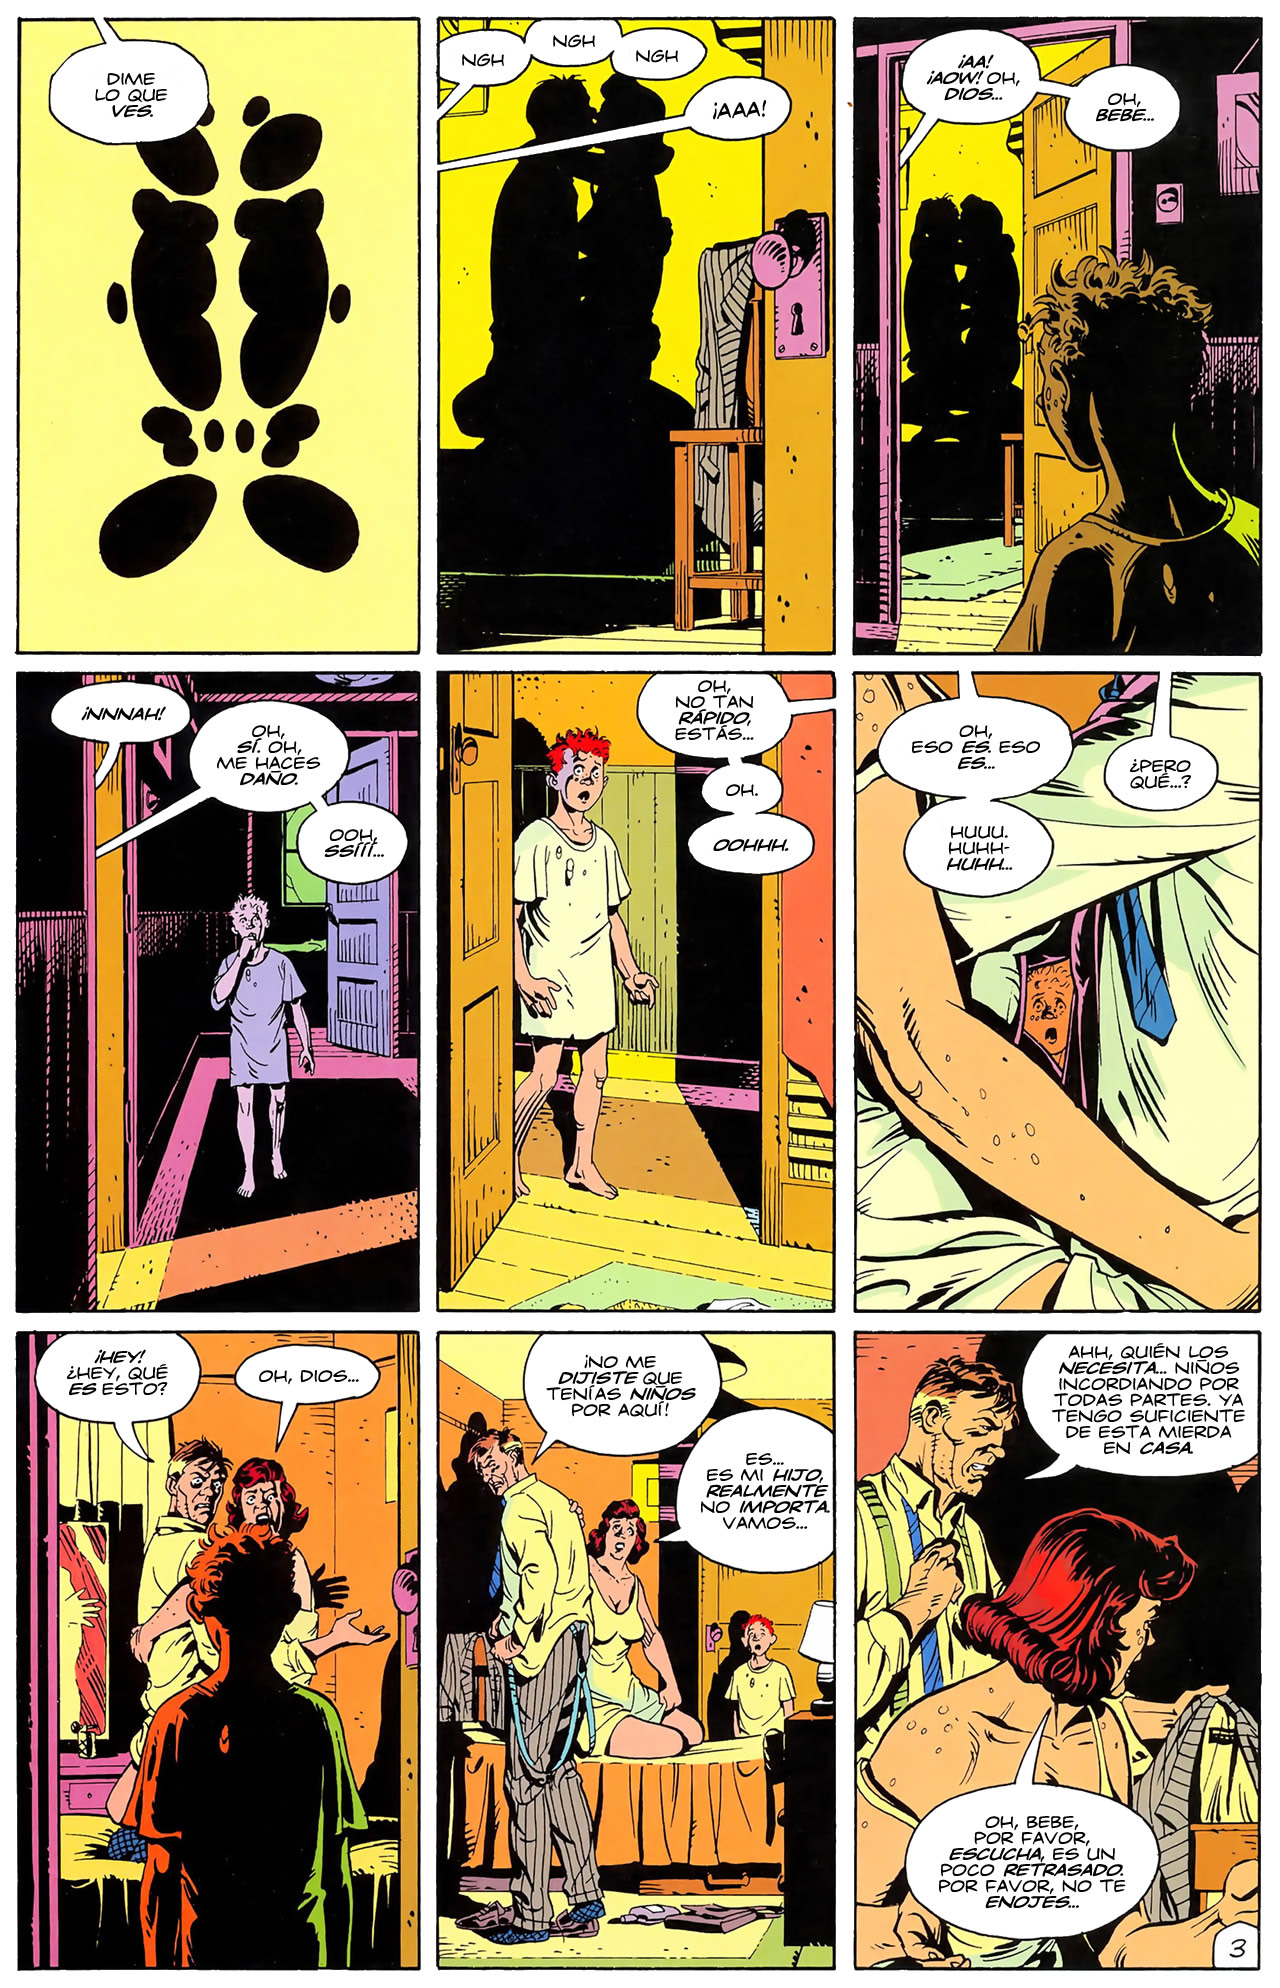 DIME
LO QUE
VES.
NGH
NGH
NGH
¡AAA!
¡AA!
¡AOW! OH,
DIOS...
OH,
BEBE...
¡NNNAH!
OH,
SÍ. OH,
ME HACES
DAÑO.
OOH,
SSÍÍÍ...
OH,
NO TAN
RÁPIDO,
ESTÁS...
OH.
OOHHH.
OH,
ESO ES. ESO
ES...
HUUU.
HUHH-
HUHH...
¿PERO
QUÉ...?
¡HEY!
¿HEY, QUÉ
ES ESTO?
OH, DIOS...
¡NO ME
DIJISTE QUE
TENÍAS NIÑOS
POR AQUÍ!
ES...
ES MI HIJO,
REALMENTE
NO IMPORTA.
VAMOS...
AHH, QUIÉN LOS
NECESITA... NIÑOS
INCORDIANDO POR
TODAS PARTES. YA
TENGO SUFICIENTE
DE ESTA MIERDA
EN CASA.
OH, BEBE,
POR FAVOR,
ESCUCHA, ES UN
POCO RETRASADO.
POR FAVOR, NO TE
ENOJES...
3